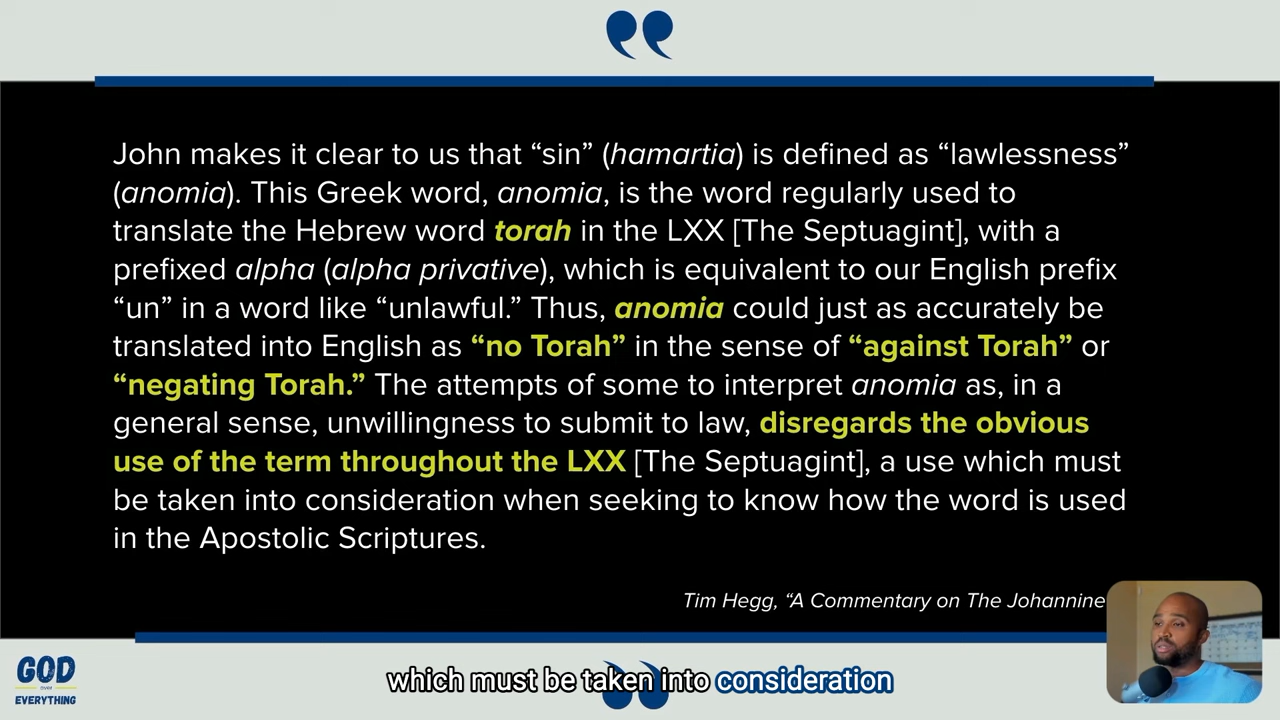 John makes it clear to us that “sin” (hamartia) is defined as “lawlessness”
(anomia). This Greek word, anomia, is the word regularly used to
translate the Hebrew word torah in the LXX [The Septuagint], with a
prefixed alpha (alpha privative), which is equivalent to our English prefix
“un” in a word like “unlawful.” Thus, anomia could just as accurately be
translated into English as “no Torah” in the sense of “against Torah” or
“negating Torah.” The attempts of some to interpret anomia as, in a
general sense, unwillingness to submit to law, disregards the obvious
use of the term throughout the LXX [The Septuagint], a use which must
be taken into consideration when seeking to know how the word is used
in the Apostolic Scriptures.
Tim Hegg, “A Commentary on The Johannine
which must be taken into consideration
GOD
over
EVERYTHING